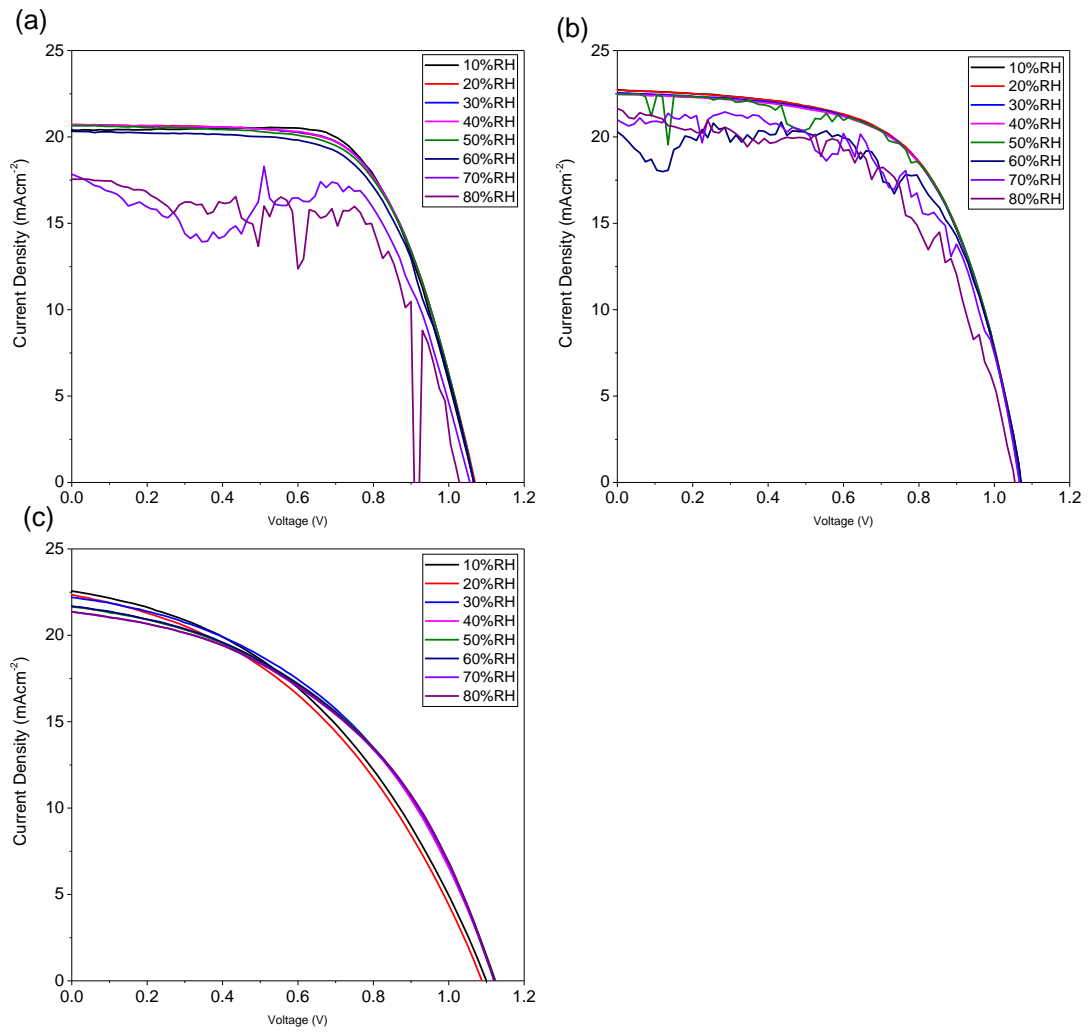 (a)
25
20
15
10
5
0
0.0 0.2 0.4 0.6 0.8 1.0 1.2
Voltage (V)
Current Density (mAcm-2)
10%RH
20%RH
30%RH
40%RH
50%RH
60%RH
70%RH
80%RH
(b)
25
20
15
10
5
0
0.0 0.2 0.4 0.6 0.8 1.0 1.2
Voltage (V)
Current Density (mAcm-2)
10%RH
20%RH
30%RH
40%RH
50%RH
60%RH
70%RH
80%RH
(c)
25
20
15
10
5
0
0.0 0.2 0.4 0.6 0.8 1.0 1.2
Voltage (V)
Current Density (mAcm-2)
10%RH
20%RH
30%RH
40%RH
50%RH
60%RH
70%RH
80%RH